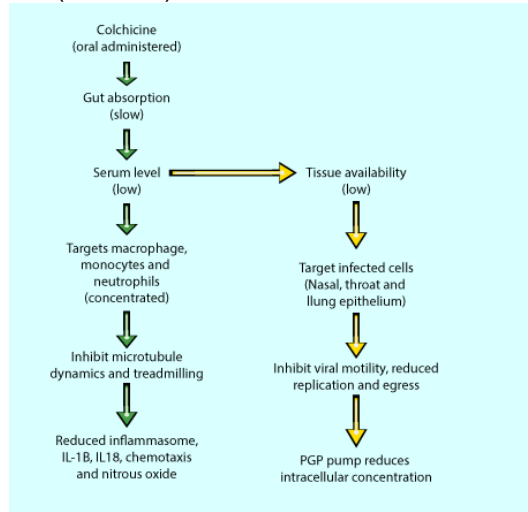 Colchicine
(oral administered)
Gut absorption
(slow)
Serum level
(low)
Targets macrophage,
monocytes and
neutrophils
(concentrated)
Inhibit microtubule
dynamics and treadmilling
Reduced inflammasome,
IL-1B, IL18, chemotaxis
and nitrous oxide
Tissue availability
(low)
Target infected cells
(Nasal, throat and
llung epithelium)
Inhibit viral motility, reduced
replication and egress
PGP pump reduces
intracellular concentration